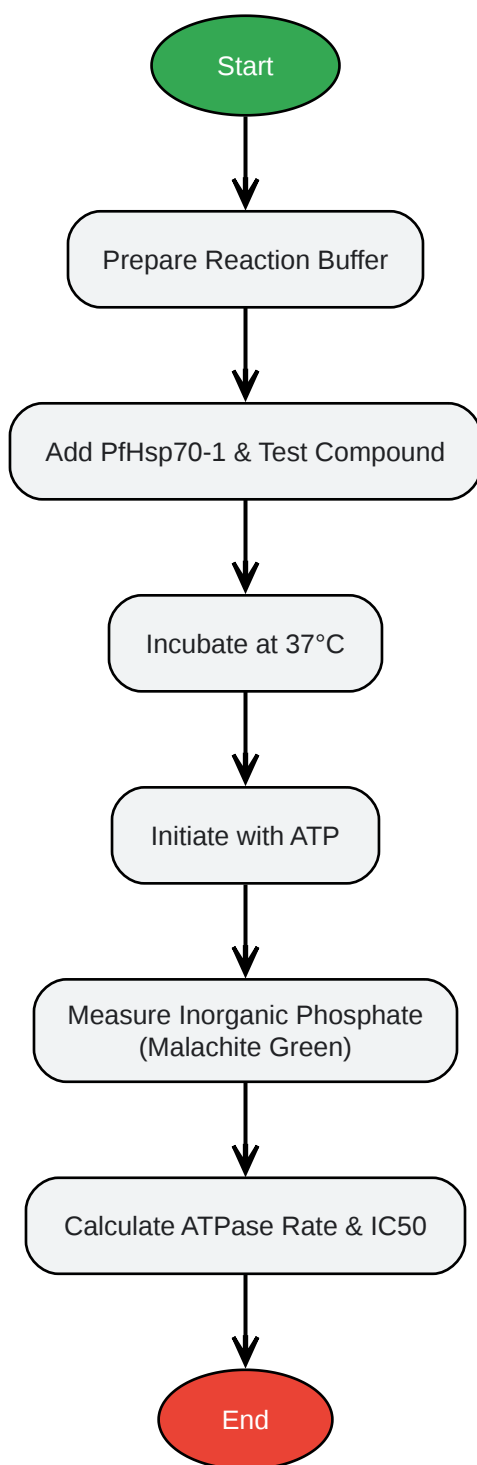 Start
Prepare Reaction Buffer
Add PfHsp70-1 & Test Compound
Incubate at 37°C
Initiate with ATP
Measure Inorganic Phosphate
(Malachite Green)
Calculate ATPase Rate & IC50
End